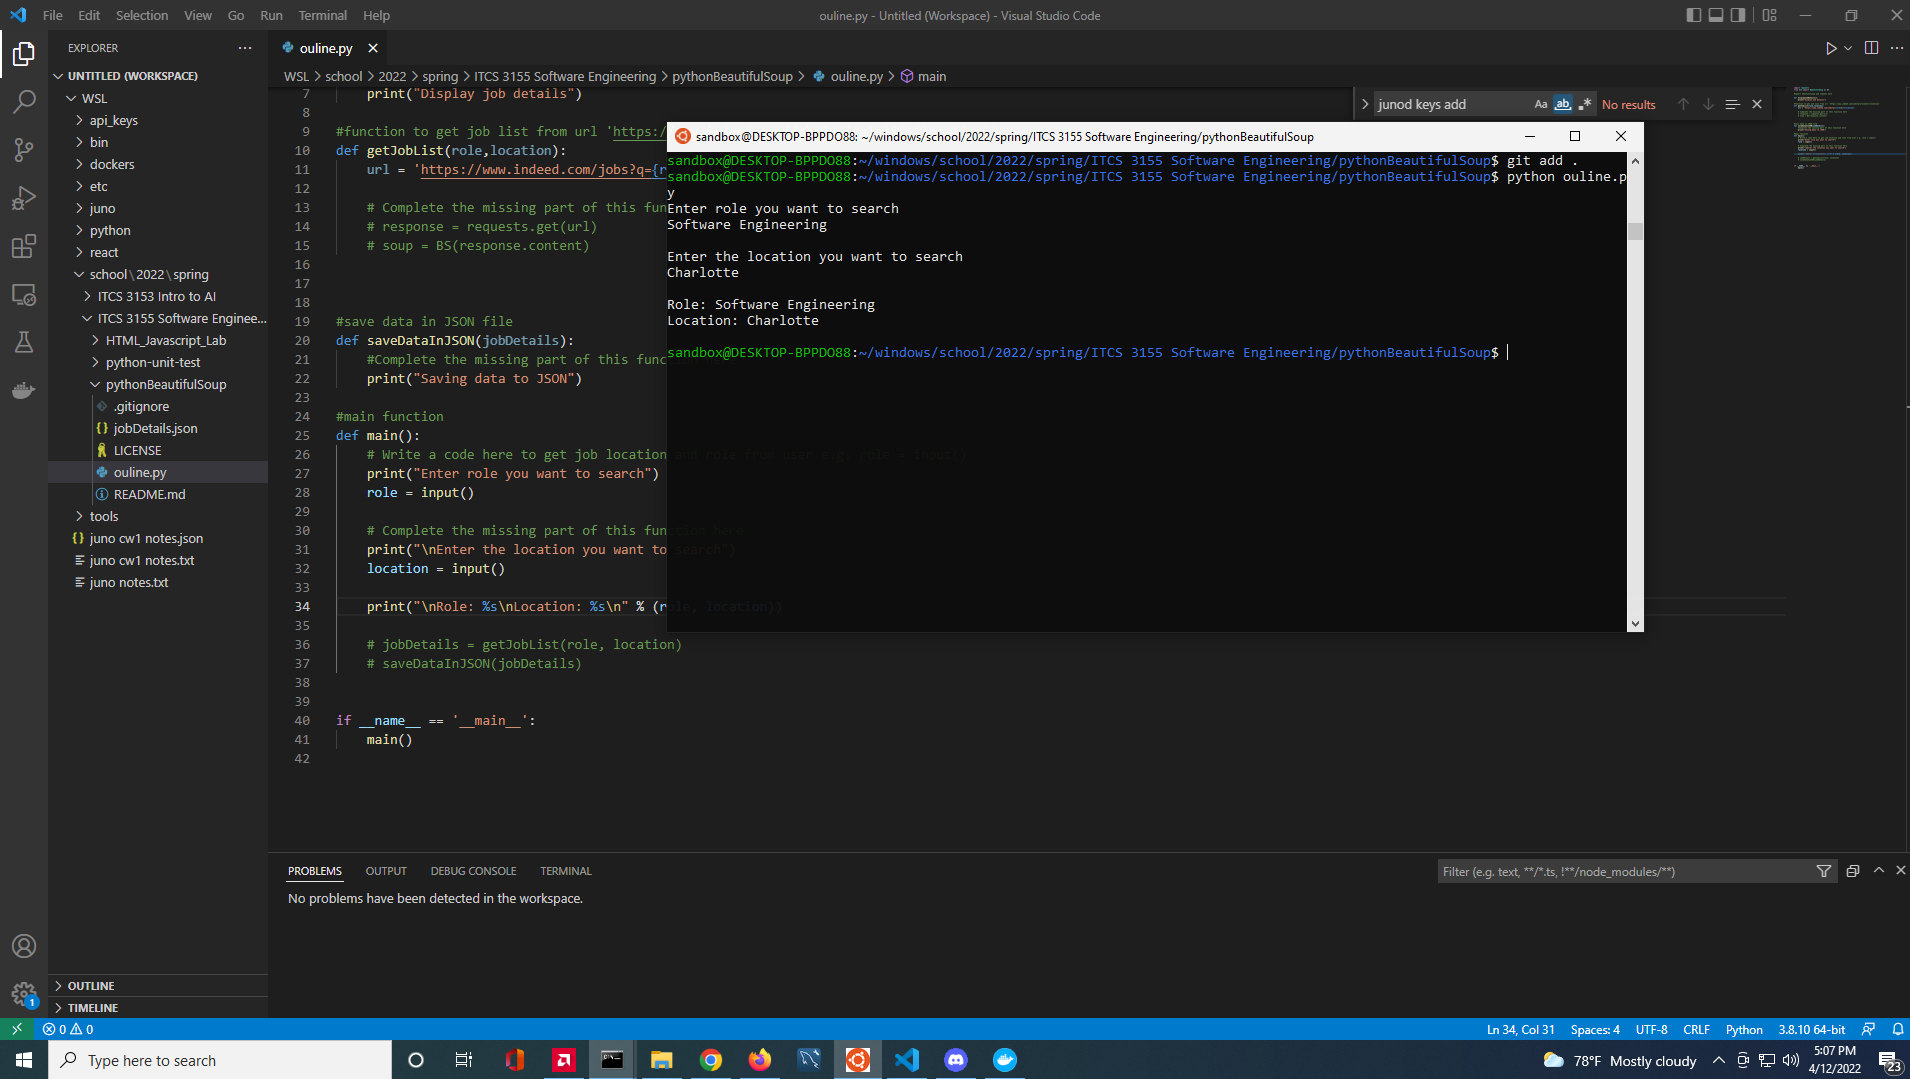 File Edit Selection View Go Run Terminal Help
ouline.py - Untitled (Workspace) - Visual Studio Code
EXPLORER
UNTITLED (WORKSPACE)
WSL
api_keys
bin
dockers
etc
juno
python
react
school\2022\spring
ITCS 3153 Intro to AI
ITCS 3155 Software Enginee...
HTML_Javascript_Lab
python-unit-test
pythonBeautifulSoup
.gitignore
jobDetails.json
LICENSE
ouline.py
README.md
tools
juno cw1 notes.json
juno cw1 notes.txt
juno notes.txt
OUTLINE
TIMELINE
ouline.py
WSL > school > 2022 > spring > ITCS 3155 Software Engineering > pythonBeautifulSoup > ouline.py > main
junod keys add
Aa ab .* No results
7 print("Display job details")
8
9 #function to get job list from url 'https:/
10 def getJobList(role,location):
11 url = 'https://www.indeed.com/jobs?q={r
12
13 # Complete the missing part of this fun
14 # response = requests.get(url)
15 # soup = BS(response.content)
16
17
18
19 #save data in JSON file
20 def saveDataInJSON(jobDetails):
21 #Complete the missing part of this func
22 print("Saving data to JSON")
23
24 #main function
25 def main():
26 # Write a code here to get job location and role from user e.g. role = input()
27 print("Enter role you want to search")
28 role = input()
29
30 # Complete the missing part of this function here
31 print("\nEnter the location you want to search")
32 location = input()
33
34 print("\nRole: %s\nLocation: %s\n" % (role, location))
35
36 # jobDetails = getJobList(role, location)
37 # saveDataInJSON(jobDetails)
38
39
40 if __name__ == '__main__':
41 main()
42
sandbox@DESKTOP-BPPDO88: ~/windows/school/2022/spring/ITCS 3155 Software Engineering/pythonBeautifulSoup
sandbox@DESKTOP-BPPDO88:~/windows/school/2022/spring/ITCS 3155 Software Engineering/pythonBeautifulSoup$ git add .
sandbox@DESKTOP-BPPDO88:~/windows/school/2022/spring/ITCS 3155 Software Engineering/pythonBeautifulSoup$ python ouline.p
y
Enter role you want to search
Software Engineering
Enter the location you want to search
Charlotte
Role: Software Engineering
Location: Charlotte
sandbox@DESKTOP-BPPDO88:~/windows/school/2022/spring/ITCS 3155 Software Engineering/pythonBeautifulSoup$
PROBLEMS OUTPUT DEBUG CONSOLE TERMINAL
Filter (e.g. text, **/*.ts, !**/node_modules/**)
No problems have been detected in the workspace.
1
0 0
Ln 34, Col 31 Spaces: 4 UTF-8 CRLF Python 3.8.10 64-bit
Type here to search
78°F Mostly cloudy
5:07 PM
4/12/2022
23